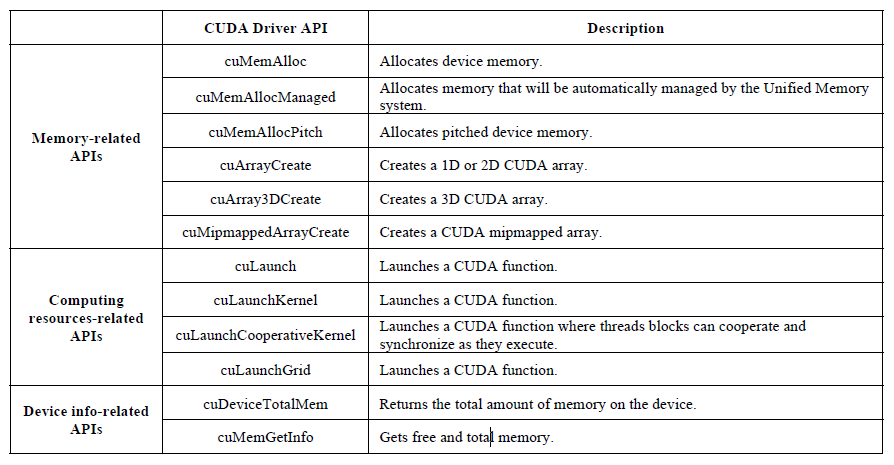 CUDA Driver API Description
Memory-related
APIs
cuMemAlloc Allocates device memory.
cuMemAllocManaged Allocates memory that will be automatically managed by the Unified Memory
system.
cuMemAllocPitch Allocates pitched device memory.
cuArrayCreate Creates a 1D or 2D CUDA array.
cuArray3DCreate Creates a 3D CUDA array.
cuMipmappedArrayCreate Creates a CUDA mipmapped array.
Computing
resources-related
APIs
cuLaunch Launches a CUDA function.
cuLaunchKernel Launches a CUDA function.
cuLaunchCooperativeKernel Launches a CUDA function where threads blocks can cooperate and
synchronize as they execute.
cuLaunchGrid Launches a CUDA function.
Device info-related
APIs
cuDeviceTotalMem Returns the total amount of memory on the device.
cuMemGetInfo Gets free and total memory.